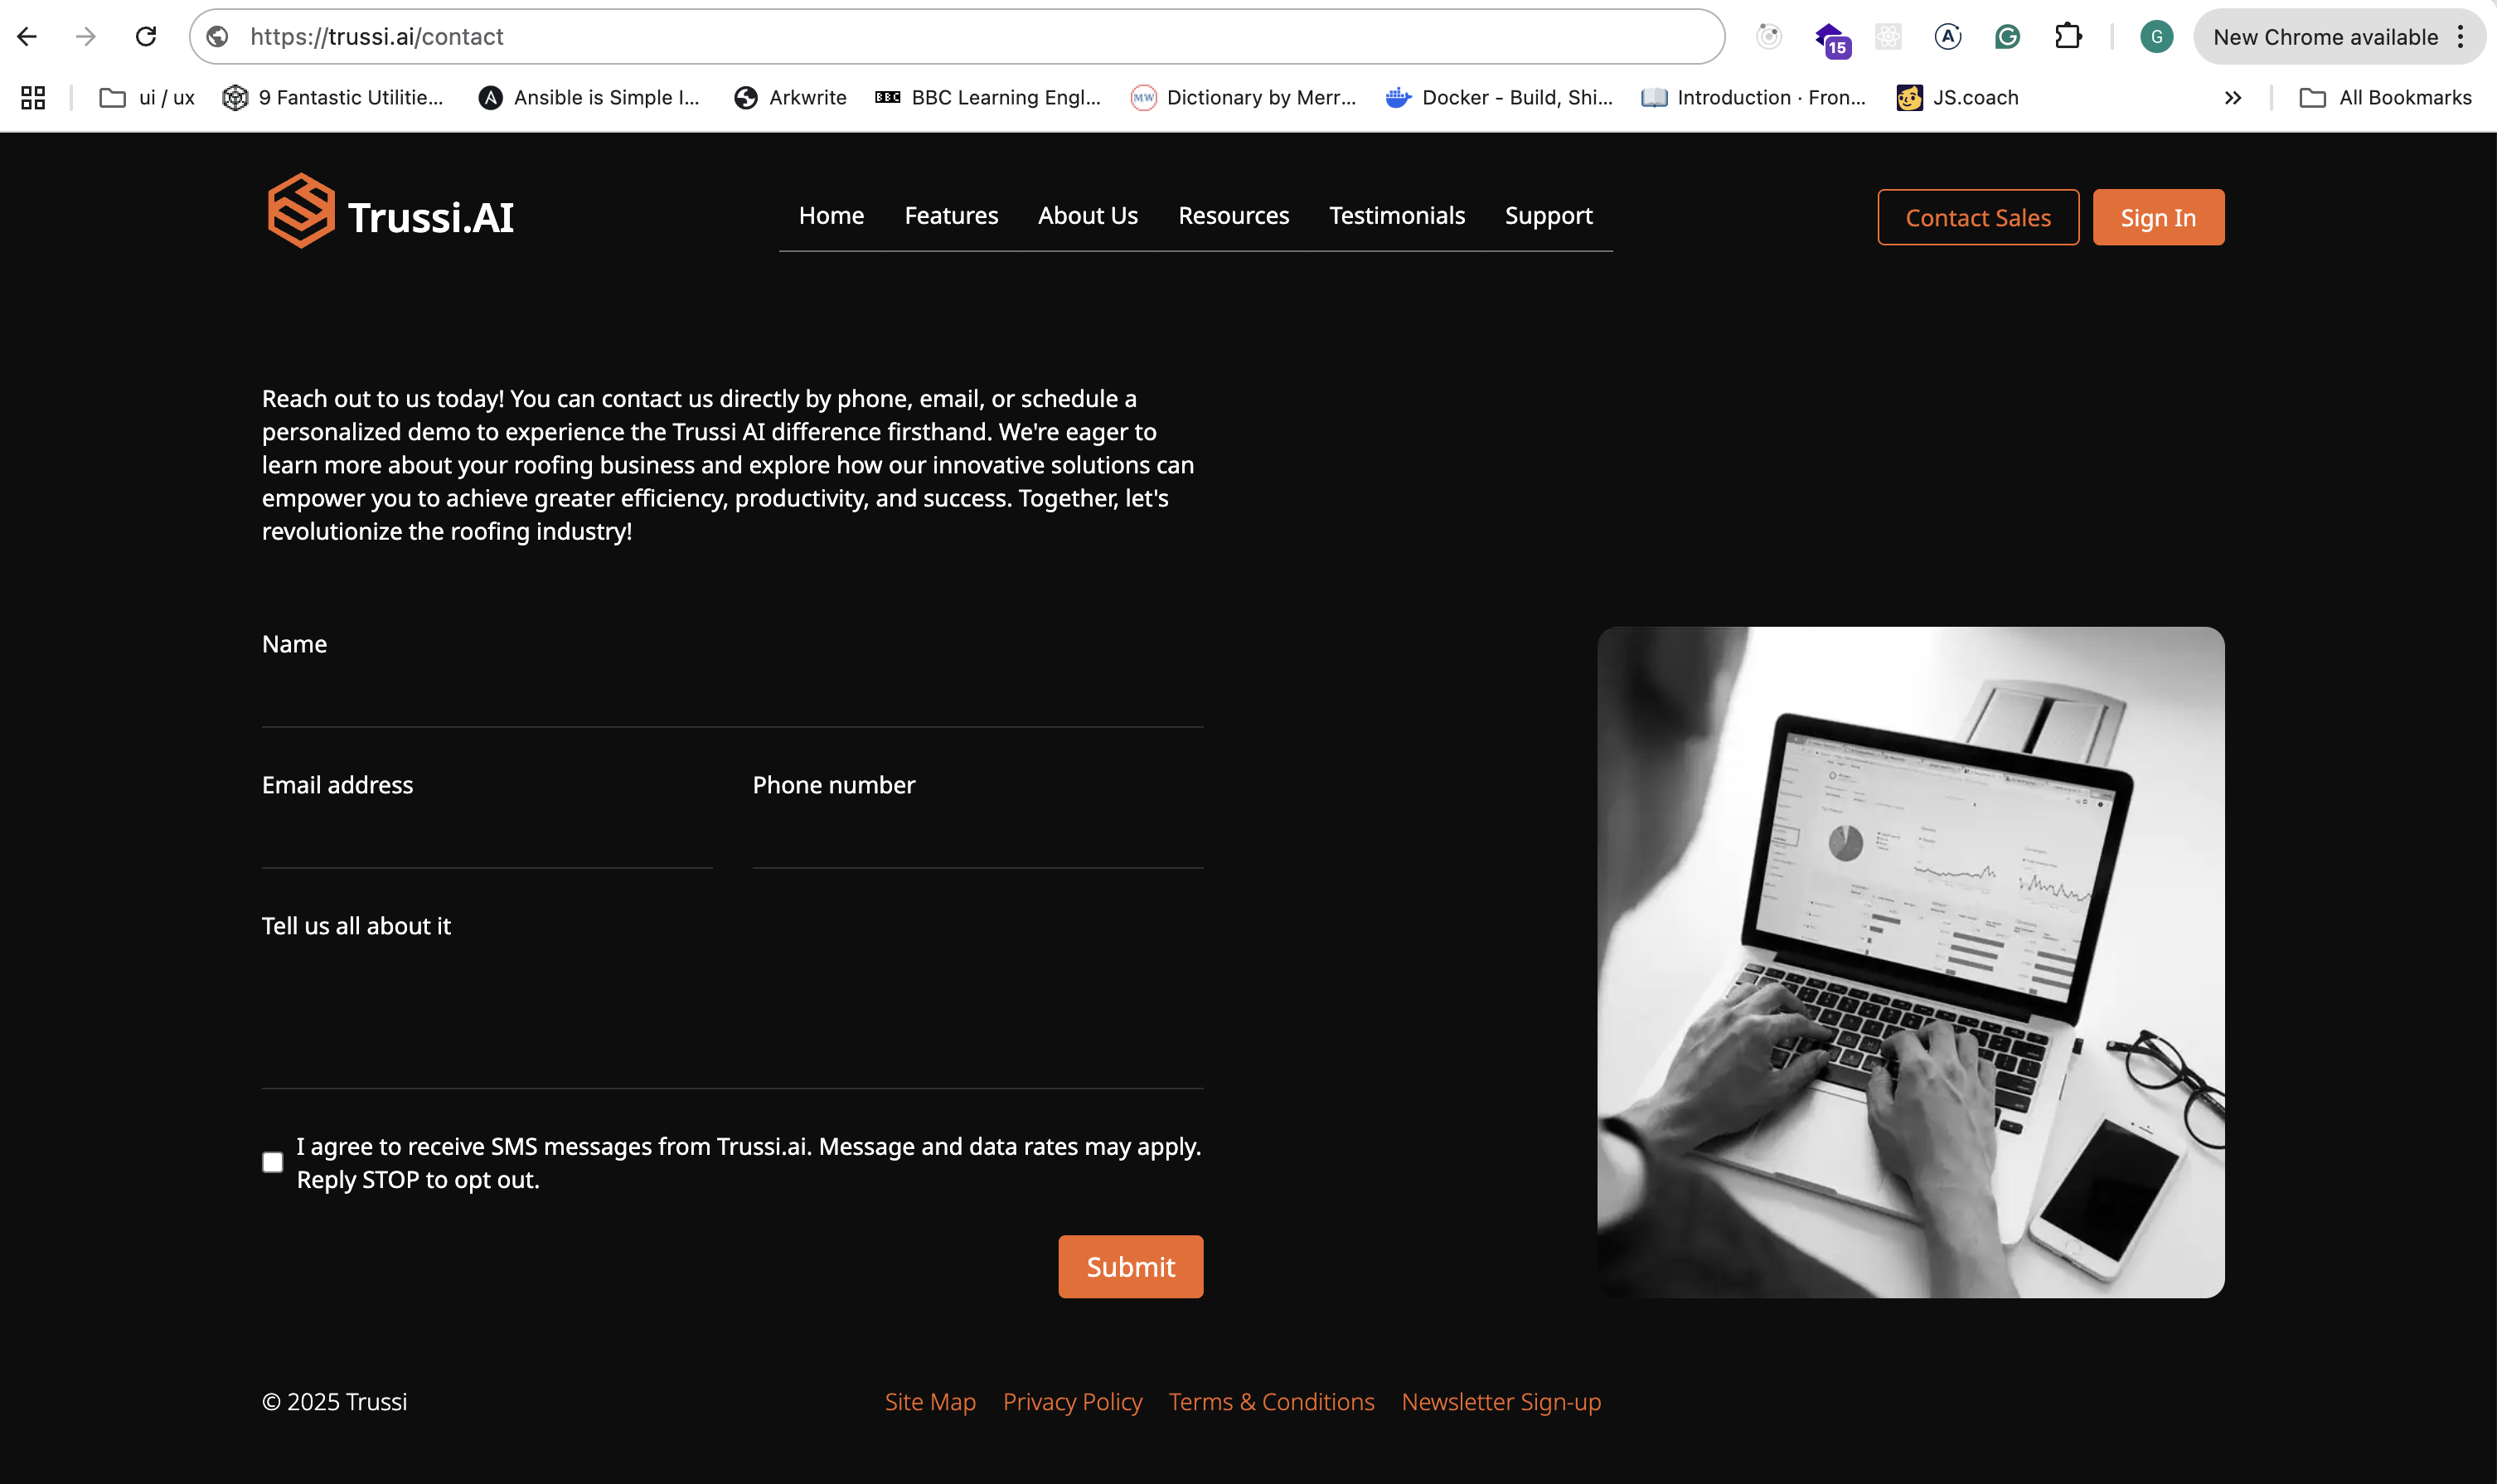 https://trussi.ai/contact
15
G
New Chrome available
ui / ux
9 Fantastic Utilitie...
Ansible is Simple I...
Arkwrite
BBC
BBC Learning Engl...
MW
Dictionary by Merr...
Docker - Build, Shi...
Introduction · Fron...
JS.coach
All Bookmarks
Trussi.AI
Home
Features
About Us
Resources
Testimonials
Support
Contact Sales
Sign In
Reach out to us today! You can contact us directly by phone, email, or schedule a
personalized demo to experience the Trussi AI difference firsthand. We're eager to
learn more about your roofing business and explore how our innovative solutions can
empower you to achieve greater efficiency, productivity, and success. Together, let's
revolutionize the roofing industry!
Name
Email address
Phone number
Tell us all about it
I agree to receive SMS messages from Trussi.ai. Message and data rates may apply.
Reply STOP to opt out.
Submit
© 2025 Trussi
Site Map
Privacy Policy
Terms & Conditions
Newsletter Sign-up